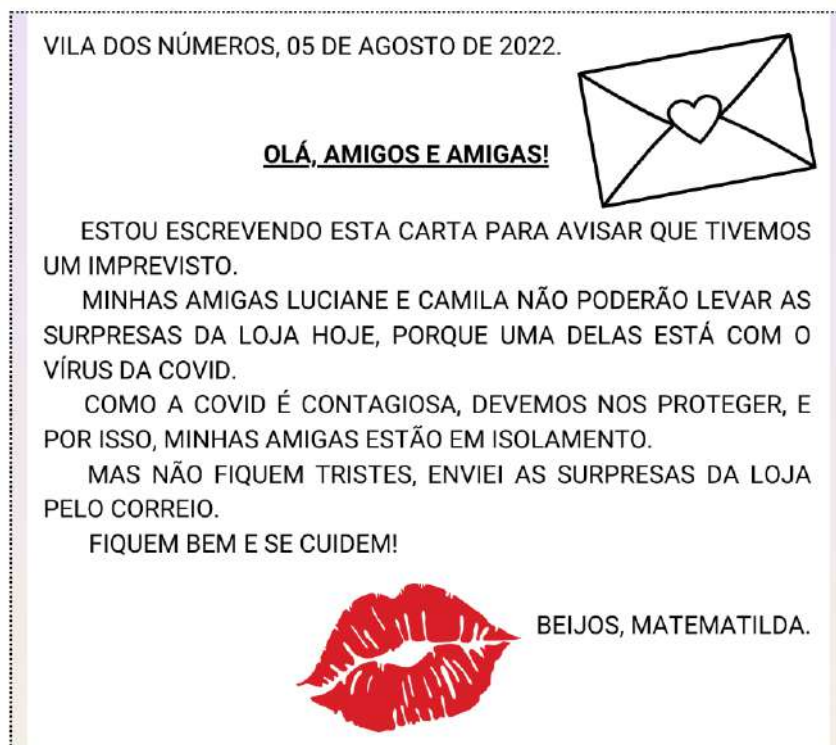 VILA DOS NÚMEROS, 05 DE AGOSTO DE 2022.
OLÁ, AMIGOS E AMIGAS!
ESTOU ESCREVENDO ESTA CARTA PARA AVISAR QUE TIVEMOS
UM IMPREVISTO.
MINHAS AMIGAS LUCIANE E CAMILA NÃO PODERÃO LEVAR AS
SURPRESAS DA LOJA HOJE, PORQUE UMA DELAS ESTÁ COM O
VÍRUS DA COVID.
COMO A COVID É CONTAGIOSA, DEVEMOS NOS PROTEGER, E
POR ISSO, MINHAS AMIGAS ESTÃO EM ISOLAMENTO.
MAS NÃO FIQUEM TRISTES, ENVIEI AS SURPRESAS DA LOJA
PELO CORREIO.
FIQUEM BEM E SE CUIDEM!
BEIJOS, MATEMATILDA.